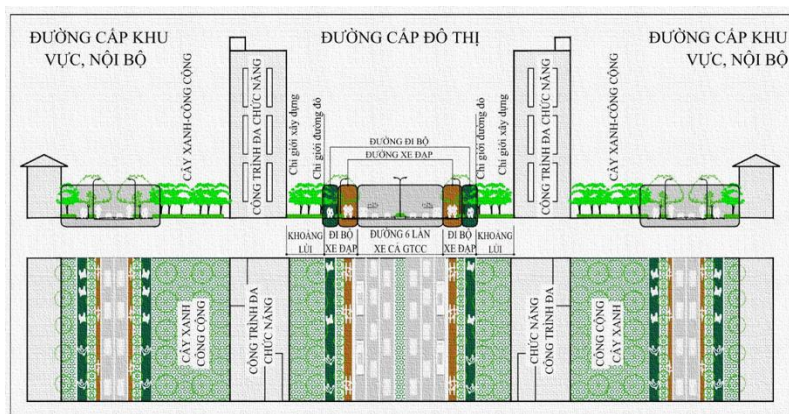 ĐƯỜNG CẤP KHU
VỰC, NỘI BỘ
ĐƯỜNG CẤP ĐÔ THỊ
ĐƯỜNG CẤP KHU
VỰC, NỘI BỘ
CÂY XANH-CÔNG CỘNG
CÔNG TRÌNH ĐA CHỨC NĂNG
Chỉ giới xây dựng
Chỉ giới đường đỏ
ĐƯỜNG ĐI BỘ
ĐƯỜNG XE ĐẠP
Chỉ giới đường đỏ
Chỉ giới xây dựng
CÔNG TRÌNH ĐA CHỨC NĂNG
CÂY XANH-CÔNG CỘNG
KHOẢNG
LÙI
ĐI BỘ
XE ĐẠP
ĐƯỜNG 6 LÀN
XE CẢ GTCC
ĐI BỘ
XE ĐẠP
KHOẢNG
LÙI
CÂY XANH
CÔNG CỘNG
CÔNG TRÌNH ĐA
CHỨC NĂNG
CHỨC NĂNG
CÔNG TRÌNH ĐA
CÔNG CỘNG
CÂY XANH